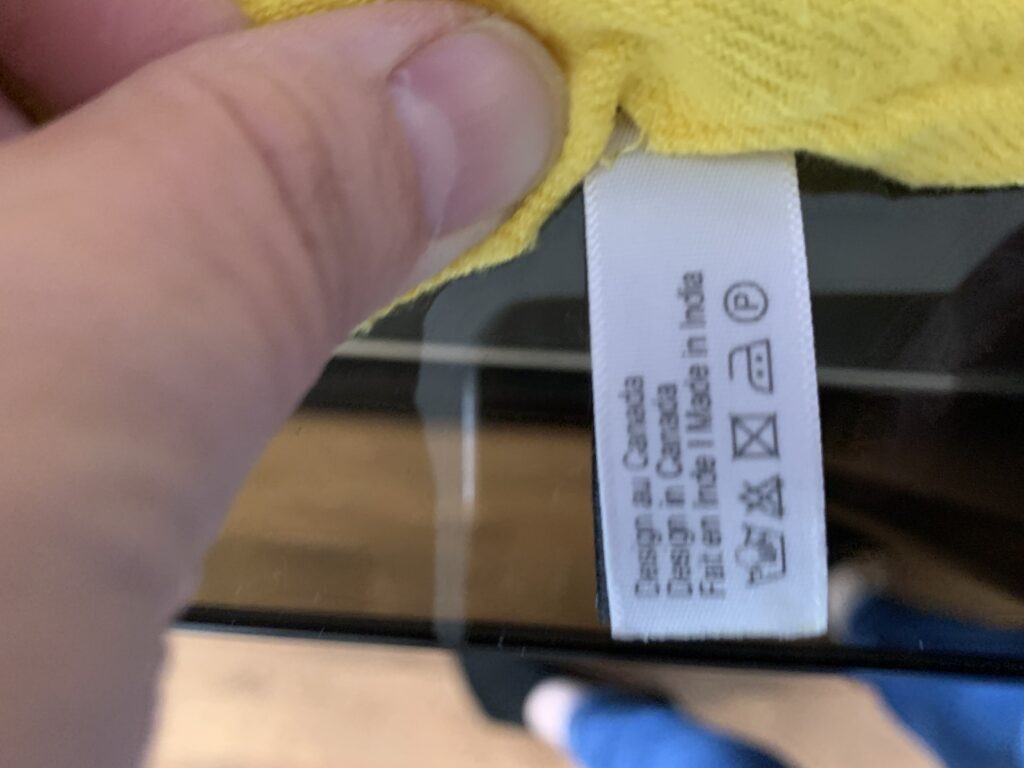 Design au Canada
Design in Canada
Fait en Inde | Made in India
P